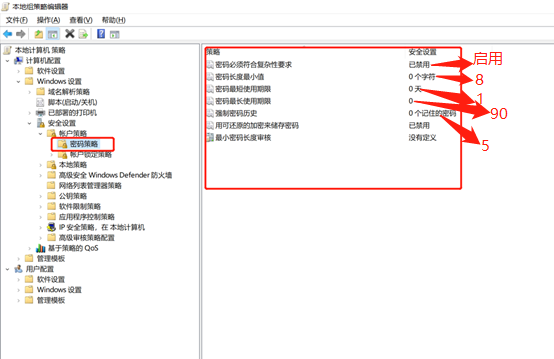 本地组策略编辑器
文件(F) 操作(A) 查看(V) 帮助(H)
本地计算机 策略
计算机配置
软件设置
Windows 设置
域名解析策略
脚本(启动/关机)
已部署的打印机
安全设置
帐户策略
密码策略
帐户锁定策略
本地策略
高级安全 Windows Defender 防火墙
网络列表管理器策略
公钥策略
软件限制策略
应用程序控制策略
IP 安全策略，在 本地计算机
高级审核策略配置
基于策略的 QoS
管理模板
用户配置
软件设置
Windows 设置
管理模板
策略 安全设置
密码必须符合复杂性要求 已禁用 启用
密码长度最小值 0 个字符 8
密码最短使用期限 0 天 1
密码最长使用期限 0 90
强制密码历史 0 个记住的密码 5
用可还原的加密来储存密码 已禁用
最小密码长度审核 没有定义